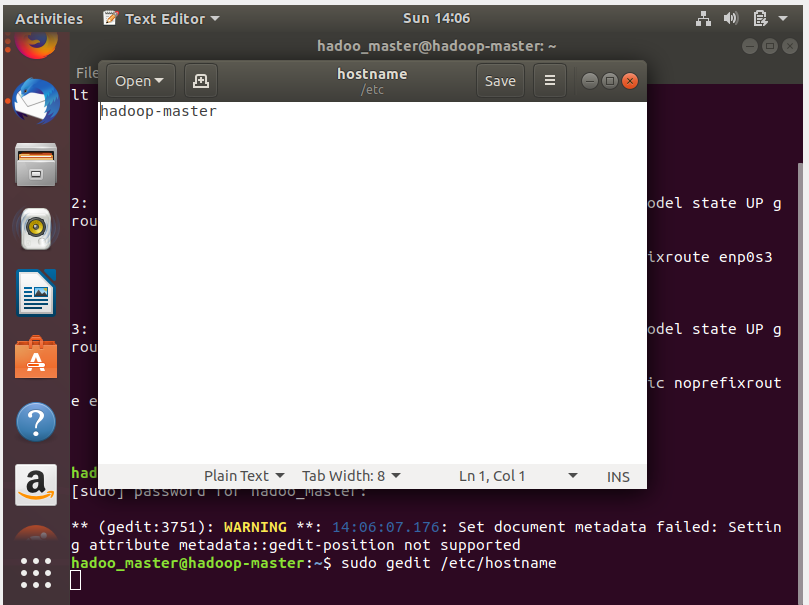 Activities Text Editor Sun 14:06
hadoo_master@hadoop-master: ~
File
Open hostname Save
/etc
hadoop-master
lt
2: odel state UP g
rou
ixroute enp0s3
3: odel state UP g
rou
ic noprefixrout
e e
Plain Text Tab Width: 8 Ln 1, Col 1 INS
had
[sudo] password for hadoo_master:
** (gedit:3751): WARNING **: 14:06:07.176: Set document metadata failed: Settin
g attribute metadata::gedit-position not supported
hadoo_master@hadoop-master:~$ sudo gedit /etc/hostname